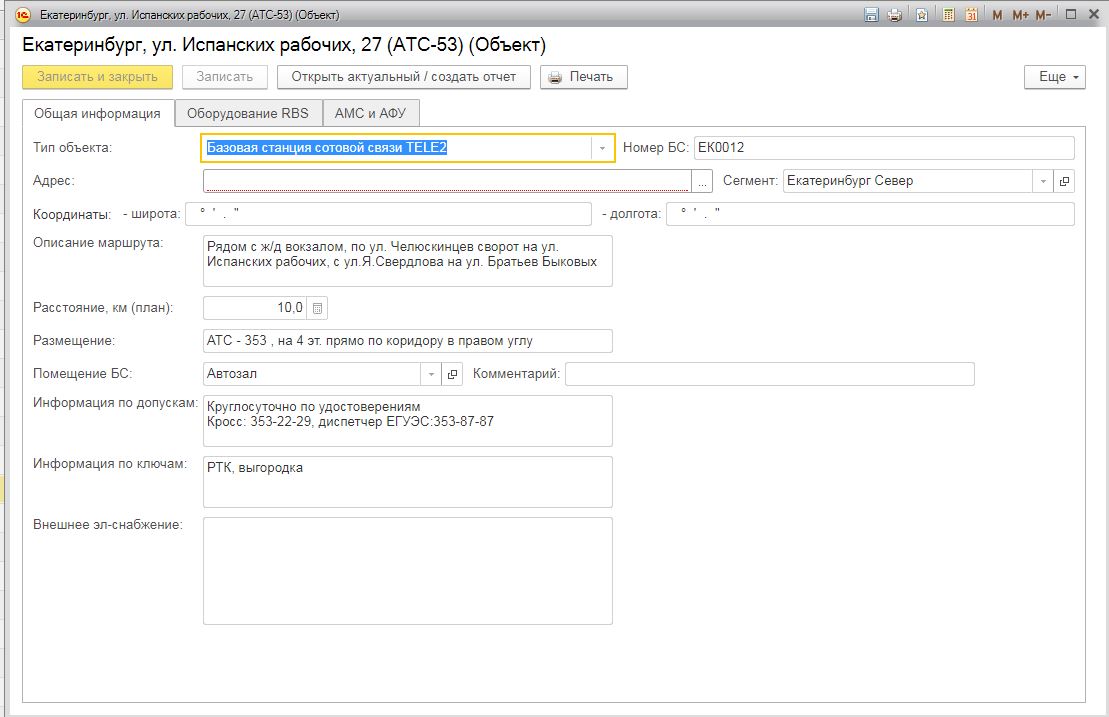 Екатеринбург, ул. Испанских рабочих, 27 (АТС-53) (Объект)
M M+ M-
Екатеринбург, ул. Испанских рабочих, 27 (АТС-53) (Объект)
Записать и закрыть Записать Открыть актуальный / создать отчет Печать Еще
Общая информация Оборудование RBS АМС и АФУ
Тип объекта: Базовая станция сотовой связи TELE2 Номер БС: EK0012
Адрес: ... Сегмент: Екатеринбург Север
Координаты: - широта: ° ' . " - долгота: ° ' . "
Описание маршрута: Рядом с ж/д вокзалом, по ул. Челюскинцев сворот на ул.
Испанских рабочих, с ул.Я.Свердлова на ул. Братьев Быковых
Расстояние, км (план): 10,0
Размещение: АТС - 353 , на 4 эт. прямо по коридору в правом углу
Помещение БС: Автозал Комментарий:
Информация по допускам: Круглосуточно по удостоверениям
Кросс: 353-22-29, диспетчер ЕГУЭС:353-87-87
Информация по ключам: РТК, выгородка
Внешнее эл-снабжение: